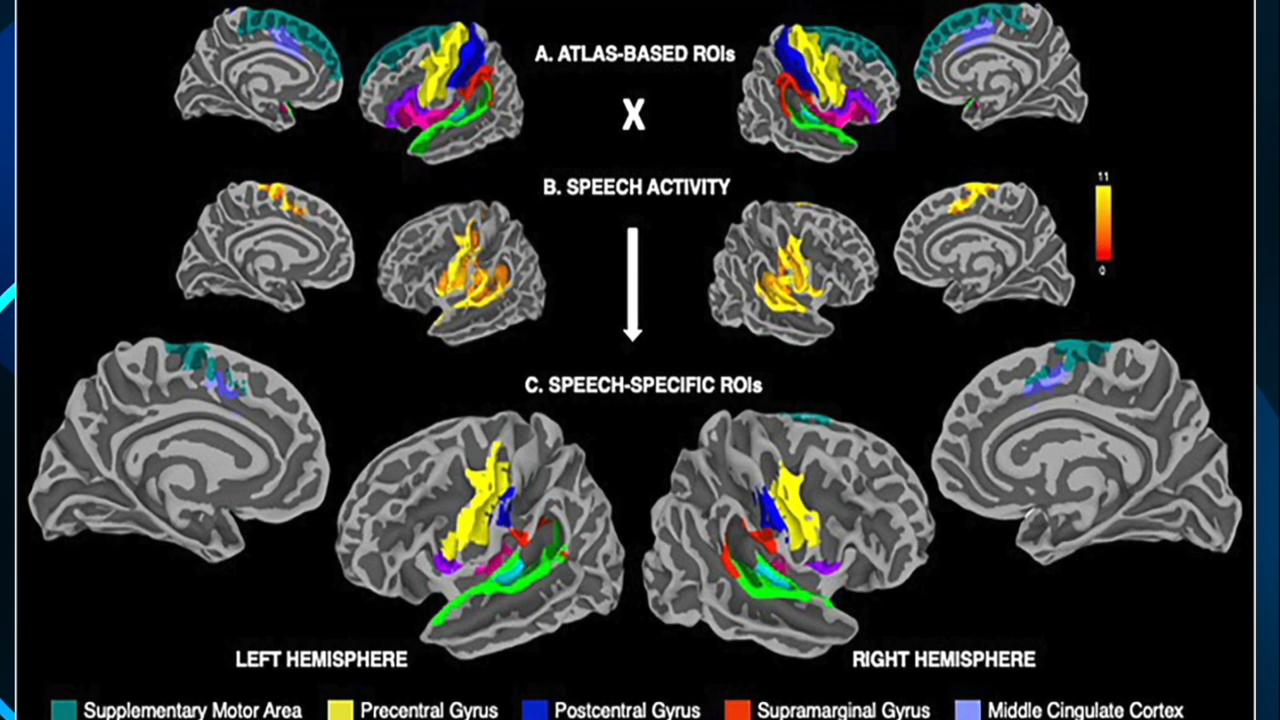 A. ATLAS-BASED ROIs
X
B. SPEECH ACTIVITY
11
0
C. SPEECH-SPECIFIC ROIs
LEFT HEMISPHERE
RIGHT HEMISPHERE
Supplementary Motor Area
Precentral Gyrus
Postcentral Gyrus
Supramarginal Gyrus
Middle Cingulate Cortex